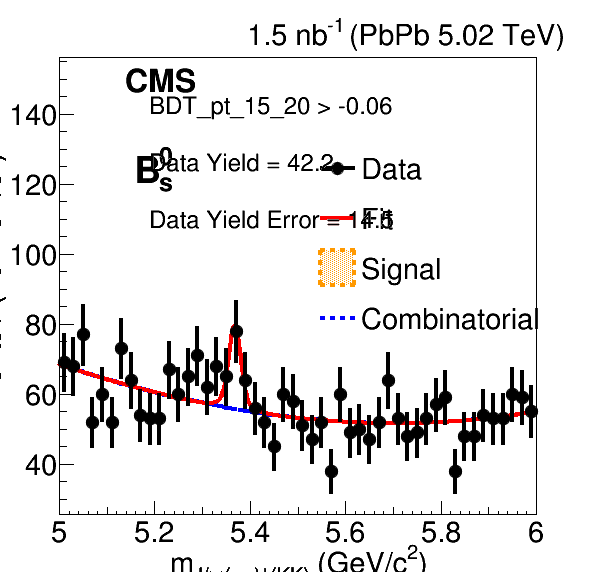 1.5 nb⁻¹ (PbPb 5.02 TeV)
CMS
BDT_pt_15_20 > -0.06
B⁰ₛ
Data Yield = 42.2
Data Yield Error =
Data
Fit
Signal
Combinatorial
140
120
100
80
60
40
5 5.2 5.4 5.6 5.8 6
(GeV/c²)